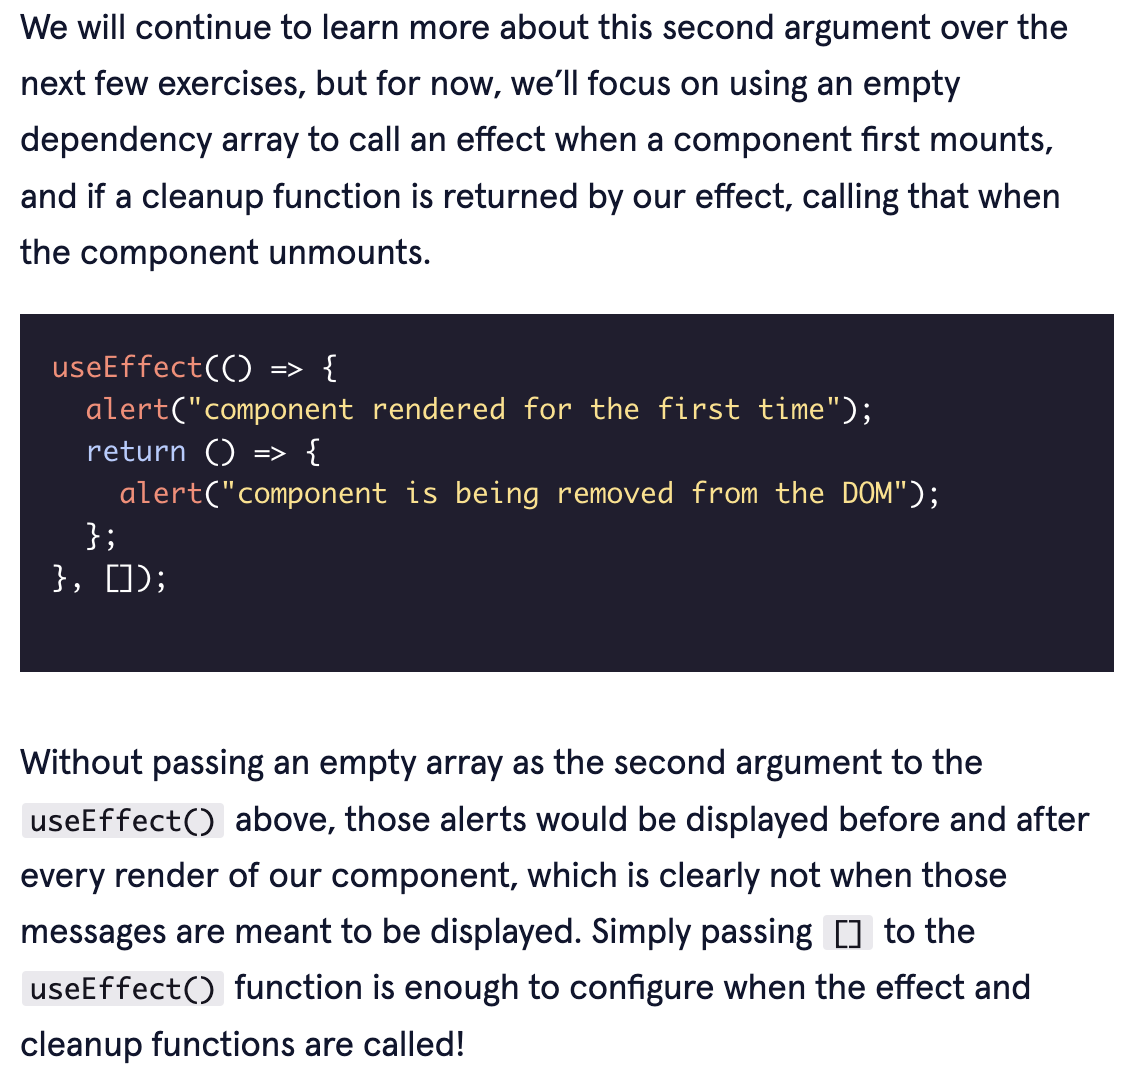 We will continue to learn more about this second argument over the
next few exercises, but for now, we’ll focus on using an empty
dependency array to call an effect when a component first mounts,
and if a cleanup function is returned by our effect, calling that when
the component unmounts.
useEffect(() => {
  alert("component rendered for the first time");
  return () => {
    alert("component is being removed from the DOM");
  };
}, []);
Without passing an empty array as the second argument to the
useEffect() above, those alerts would be displayed before and after
every render of our component, which is clearly not when those
messages are meant to be displayed. Simply passing [] to the
useEffect() function is enough to configure when the effect and
cleanup functions are called!